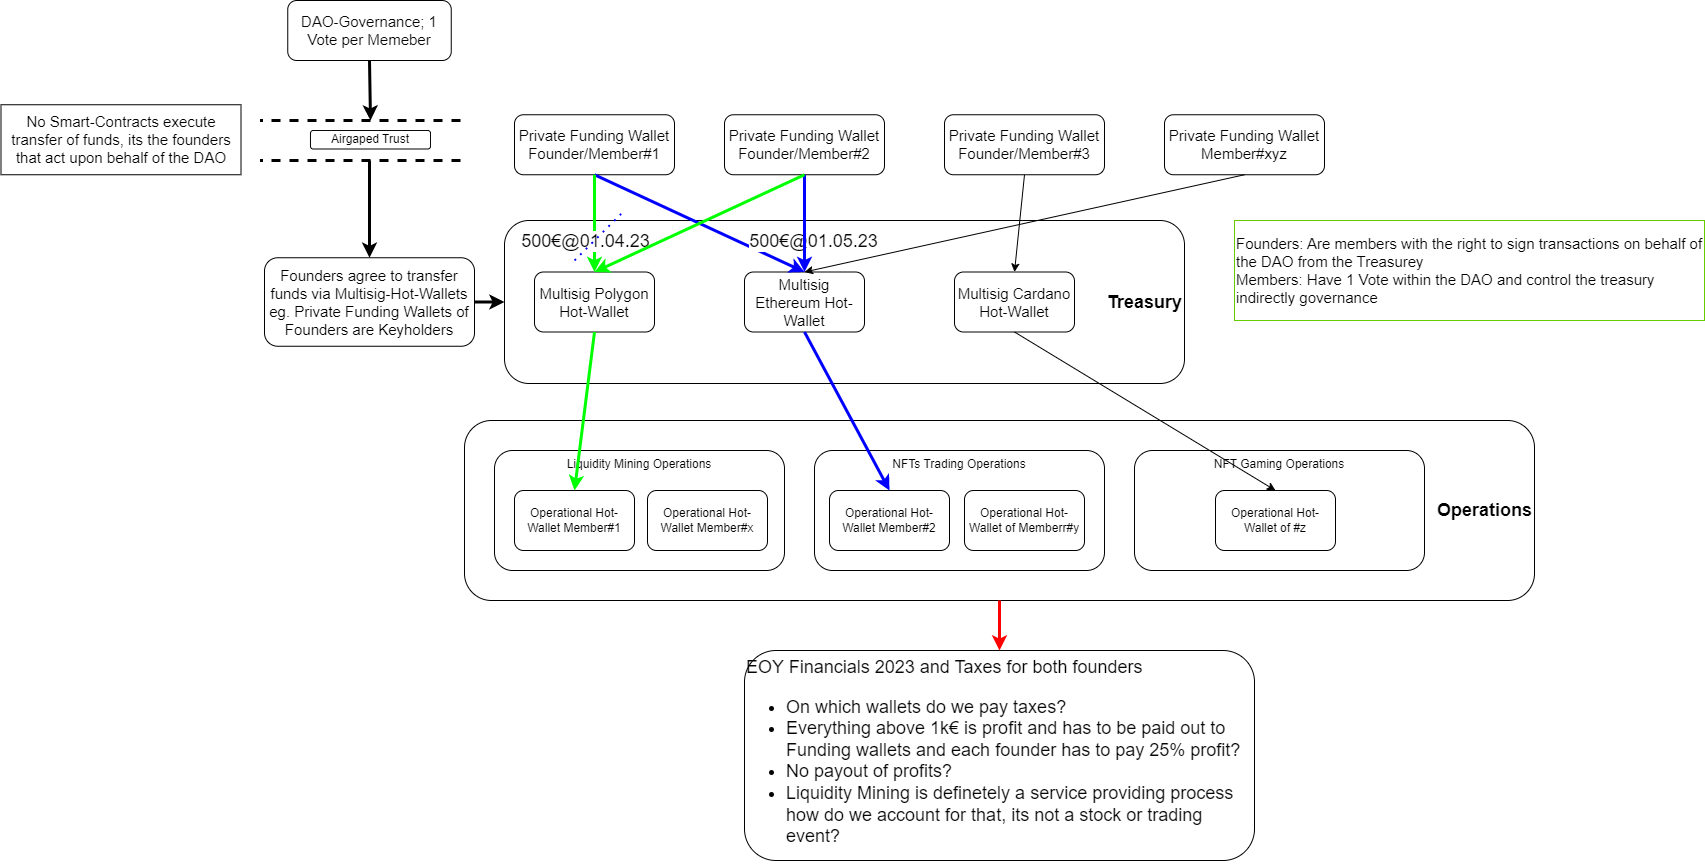 DAO-Governance; 1
Vote per Memeber
No Smart-Contracts execute
transfer of funds, its the founders
that act upon behalf of the DAO
Airgaped Trust
Private Funding Wallet
Founder/Member#1
Private Funding Wallet
Founder/Member#2
Private Funding Wallet
Founder/Member#3
Private Funding Wallet
Member#xyz
500€@01.04.23
500€@01.05.23
Founders: Are members with the right to sign transactions on behalf of
the DAO from the Treasurey
Members: Have 1 Vote within the DAO and control the treasury
indirectly governance
Founders agree to transfer
funds via Multisig-Hot-Wallets
eg. Private Funding Wallets of
Founders are Keyholders
Multisig Polygon
Hot-Wallet
Multisig
Ethereum Hot-
Wallet
Multisig Cardano
Hot-Wallet
Treasury
Liquidity Mining Operations
Operational Hot-
Wallet Member#1
Operational Hot-
Wallet Member#x
NFTs Trading Operations
Operational Hot-
Wallet Member#2
Operational Hot-
Wallet of Memberr#y
NFT Gaming Operations
Operational Hot-
Wallet of #z
Operations
EOY Financials 2023 and Taxes for both founders
• On which wallets do we pay taxes?
• Everything above 1k€ is profit and has to be paid out to
Funding wallets and each founder has to pay 25% profit?
• No payout of profits?
• Liquidity Mining is definetely a service providing process
how do we account for that, its not a stock or trading
event?